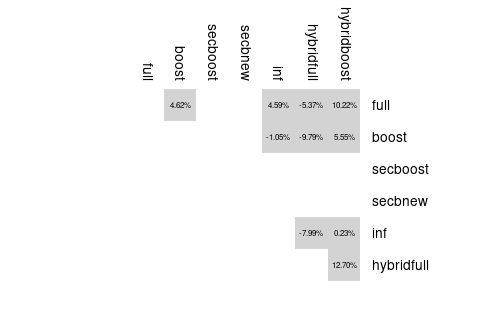 full boost secboost secbnew inf hybridfull hybridboost
4.62% 4.59% -5.37% 10.22% full
-1.05% -9.79% 5.55% boost
secboost
secbnew
-7.99% 0.23% inf
12.70% hybridfull